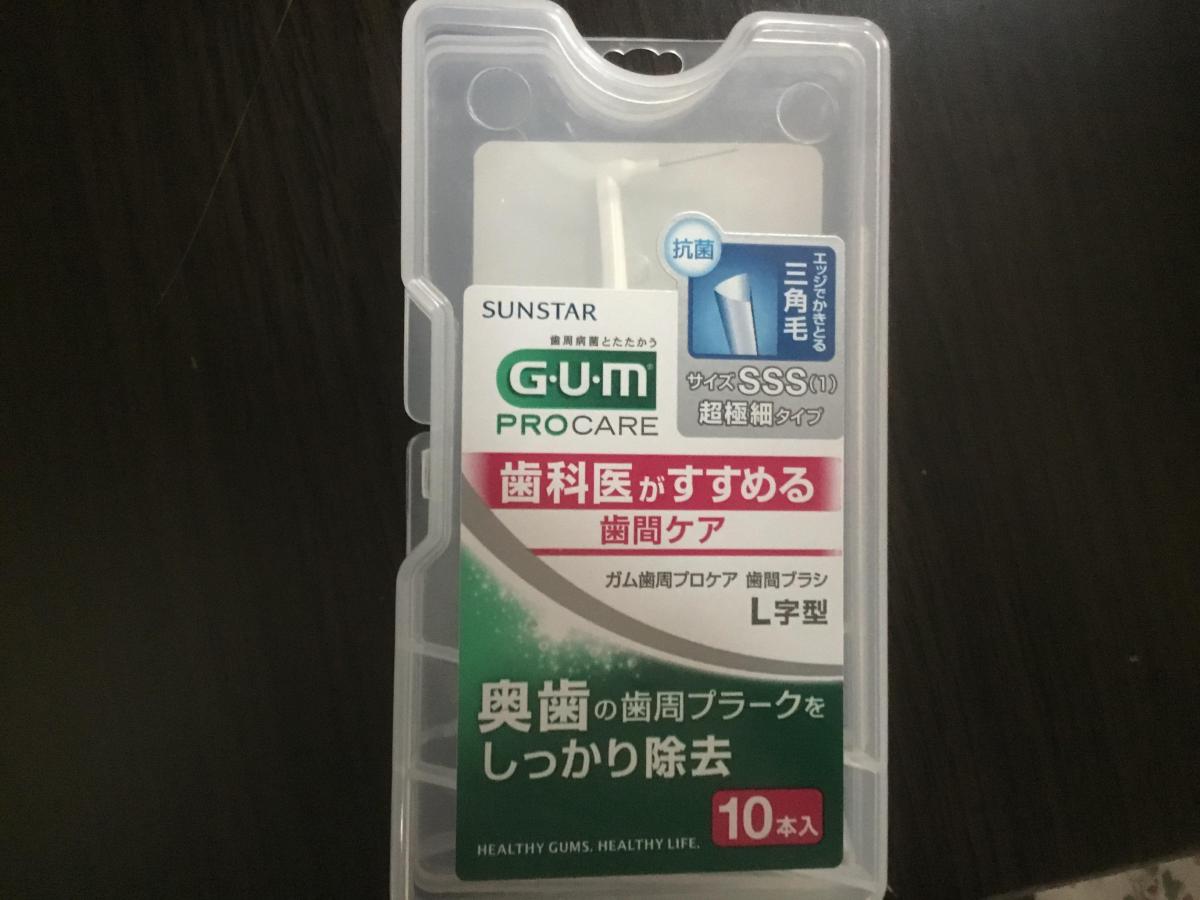 抗菌
エッジでかきとる
三角毛
サイズSSS(1)
超極細タイプ
SUNSTAR
歯周病菌とたたかう
G・U・M®
PROCARE
歯科医がすすめる
歯間ケア
ガム歯周プロケア 歯間ブラシ
L字型
奥歯の歯周プラークを
しっかり除去
10本入
HEALTHY GUMS. HEALTHY LIFE.